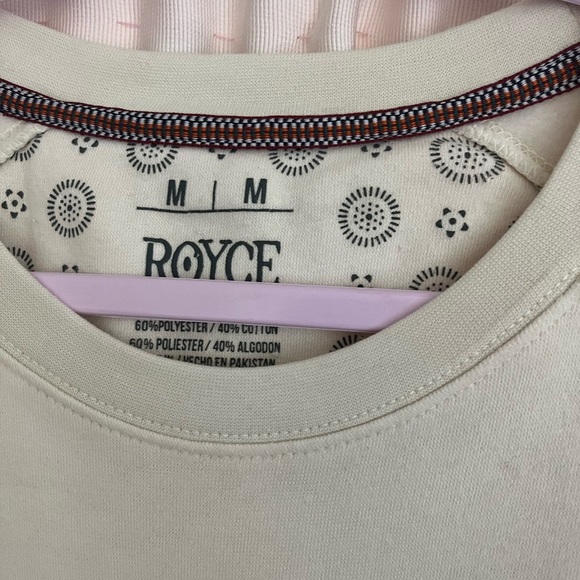 M | M
ROYCE
60%POLYESTER / 40% COTTON
60% POLIESTER / 40% ALGODON
/ HECHO EN PAKISTAN